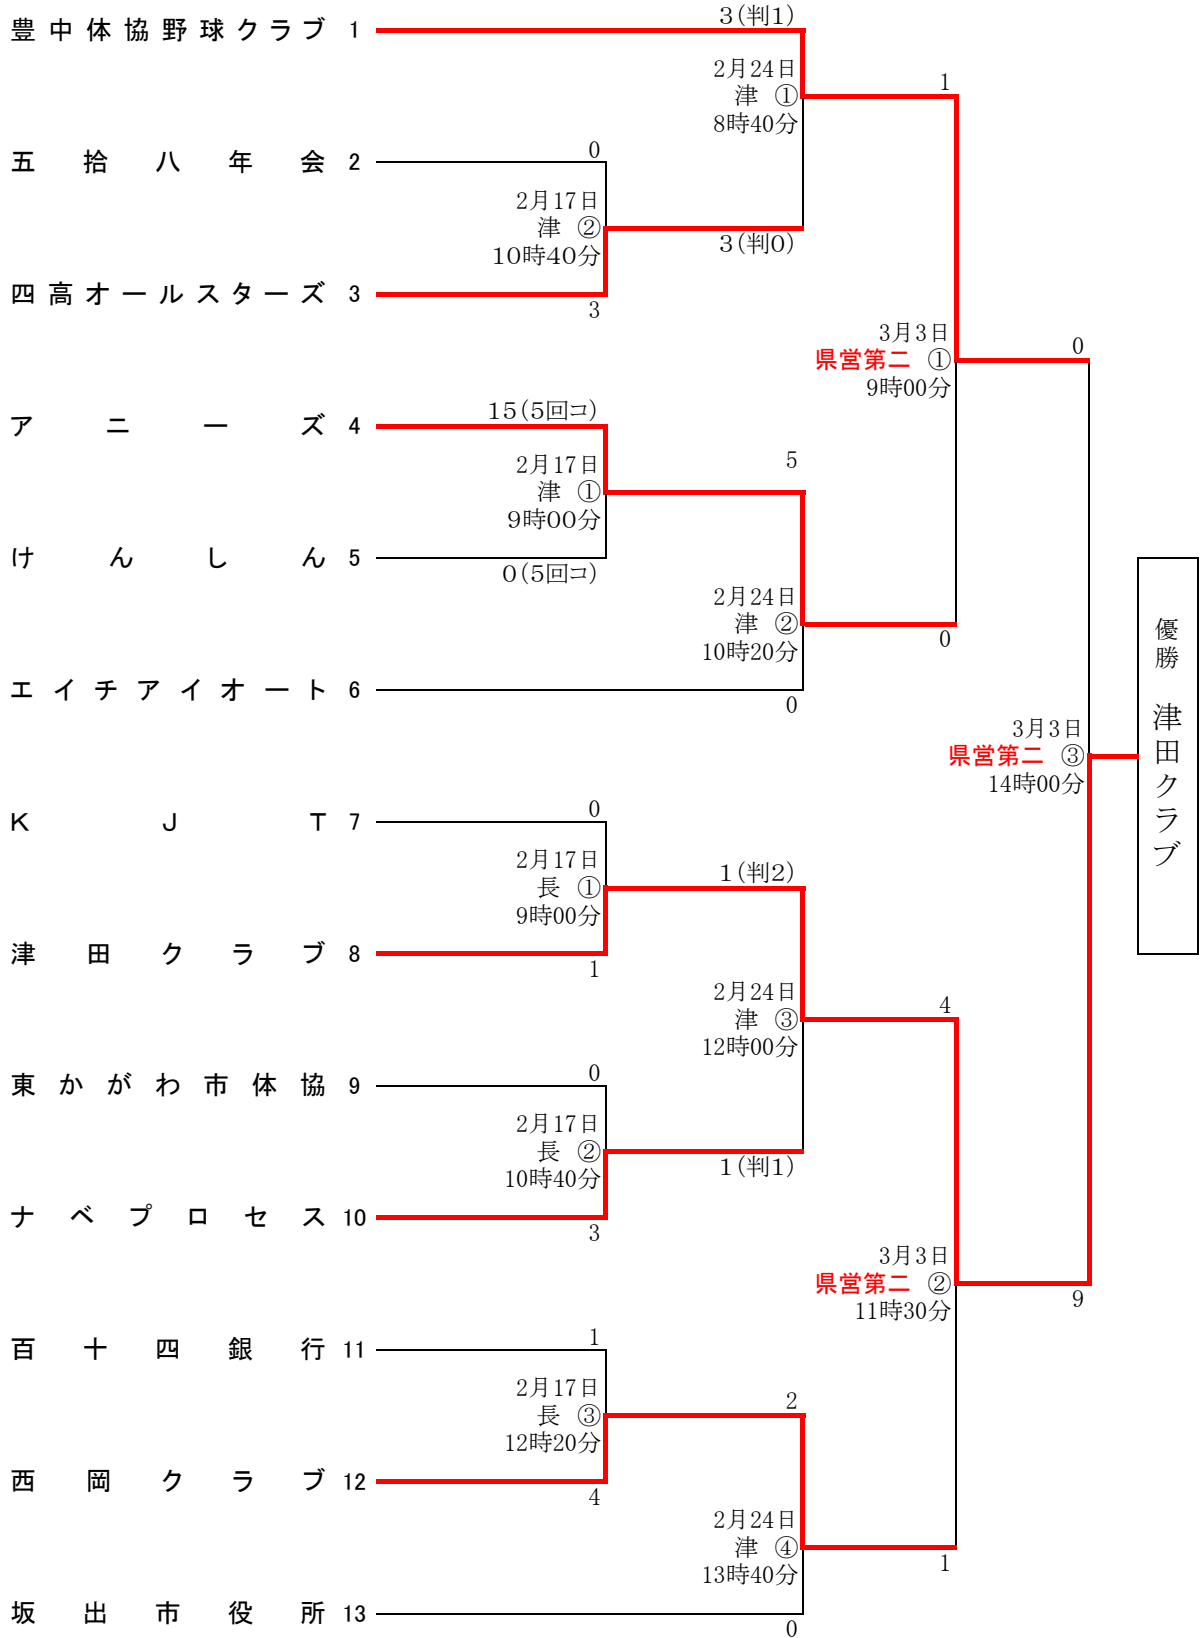 豊中体協野球クラブ 1
3(判1)
2月24日
津 ①
8時40分
1
五拾八年会 2
0
2月17日
津 ②
10時40分
3(判0)
四高オールスターズ 3
3
3月3日
県営第二 ①
9時00分
0
アニーズ 4
15(5回コ)
2月17日
津 ①
9時00分
5
けんしん 5
0(5回コ)
2月24日
津 ②
10時20分
0
エイチアイオート 6
0
優勝 津田クラブ
3月3日
県営第二 ③
14時00分
KJT 7
0
2月17日
長 ①
9時00分
1(判2)
津田クラブ 8
1
2月24日
津 ③
12時00分
4
東かがわ市体協 9
0
2月17日
長 ②
10時40分
1(判1)
ナベプロセス 10
3
3月3日
県営第二 ②
11時30分
9
百十四銀行 11
1
2月17日
長 ③
12時20分
2
西岡クラブ 12
4
2月24日
津 ④
13時40分
1
坂出市役所 13
0